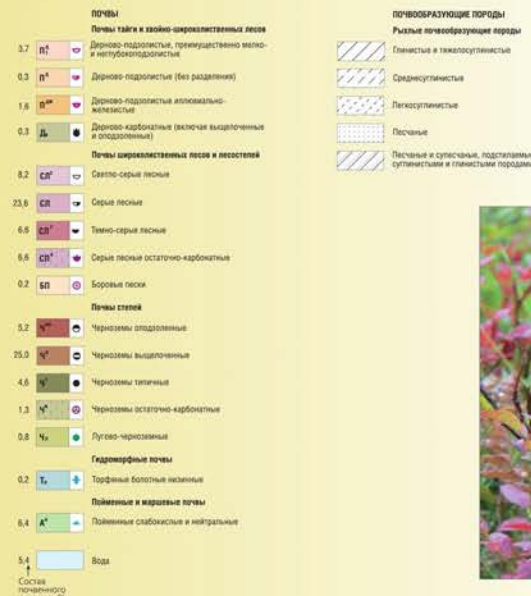 ПОЧВЫ
Почвы тайги и хвойно-широколиственных лесов
3,7 Дерново-подзолистые, преимущественно мелко-
и неглубокоподзолистые
0,3 Дерново-подзолистые (без разделения)
1,6 Дерново-подзолистые иллювиально-
железистые
0,3 Дерново-карбонатные (включая выщелоченные
и оподзоленные)
Почвы широколиственных лесов и лесостепей
8,2 Светло-серые лесные
23,6 СЛ Серые лесные
6,6 Темно-серые лесные
6,6 Серые лесные остаточно-карбонатные
0,2 БП Боровые пески
Почвы степей
5,2 Черноземы оподзоленные
25,0 Черноземы выщелоченные
4,6 Черноземы типичные
1,3 Черноземы остаточно-карбонатные
0,8 Лугово-черноземные
Гидроморфные почвы
0,2 Торфяные болотные низинные
Пойменные и маршевые почвы
6,4 Пойменные слабокислые и нейтральные
5,4 Вода
Состав
почвенного
ПОЧВООБРАЗУЮЩИЕ ПОРОДЫ
Рыхлые почвообразующие породы
Глинистые и тяжелосуглинистые
Среднесуглинистые
Легкосуглинистые
Песчаные
Песчаные и супесчаные, подстилаемы
суглинистыми и глинистыми породами